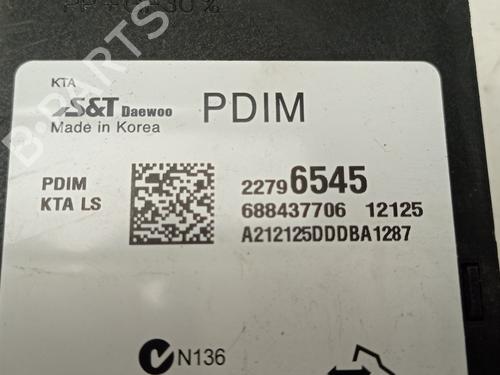 KTA
S&T Daewoo PDIM
Made in Korea
PDIM 22796545
KTA LS 688437706 12125
A212125DDDBA1287
N136
B-PARTS